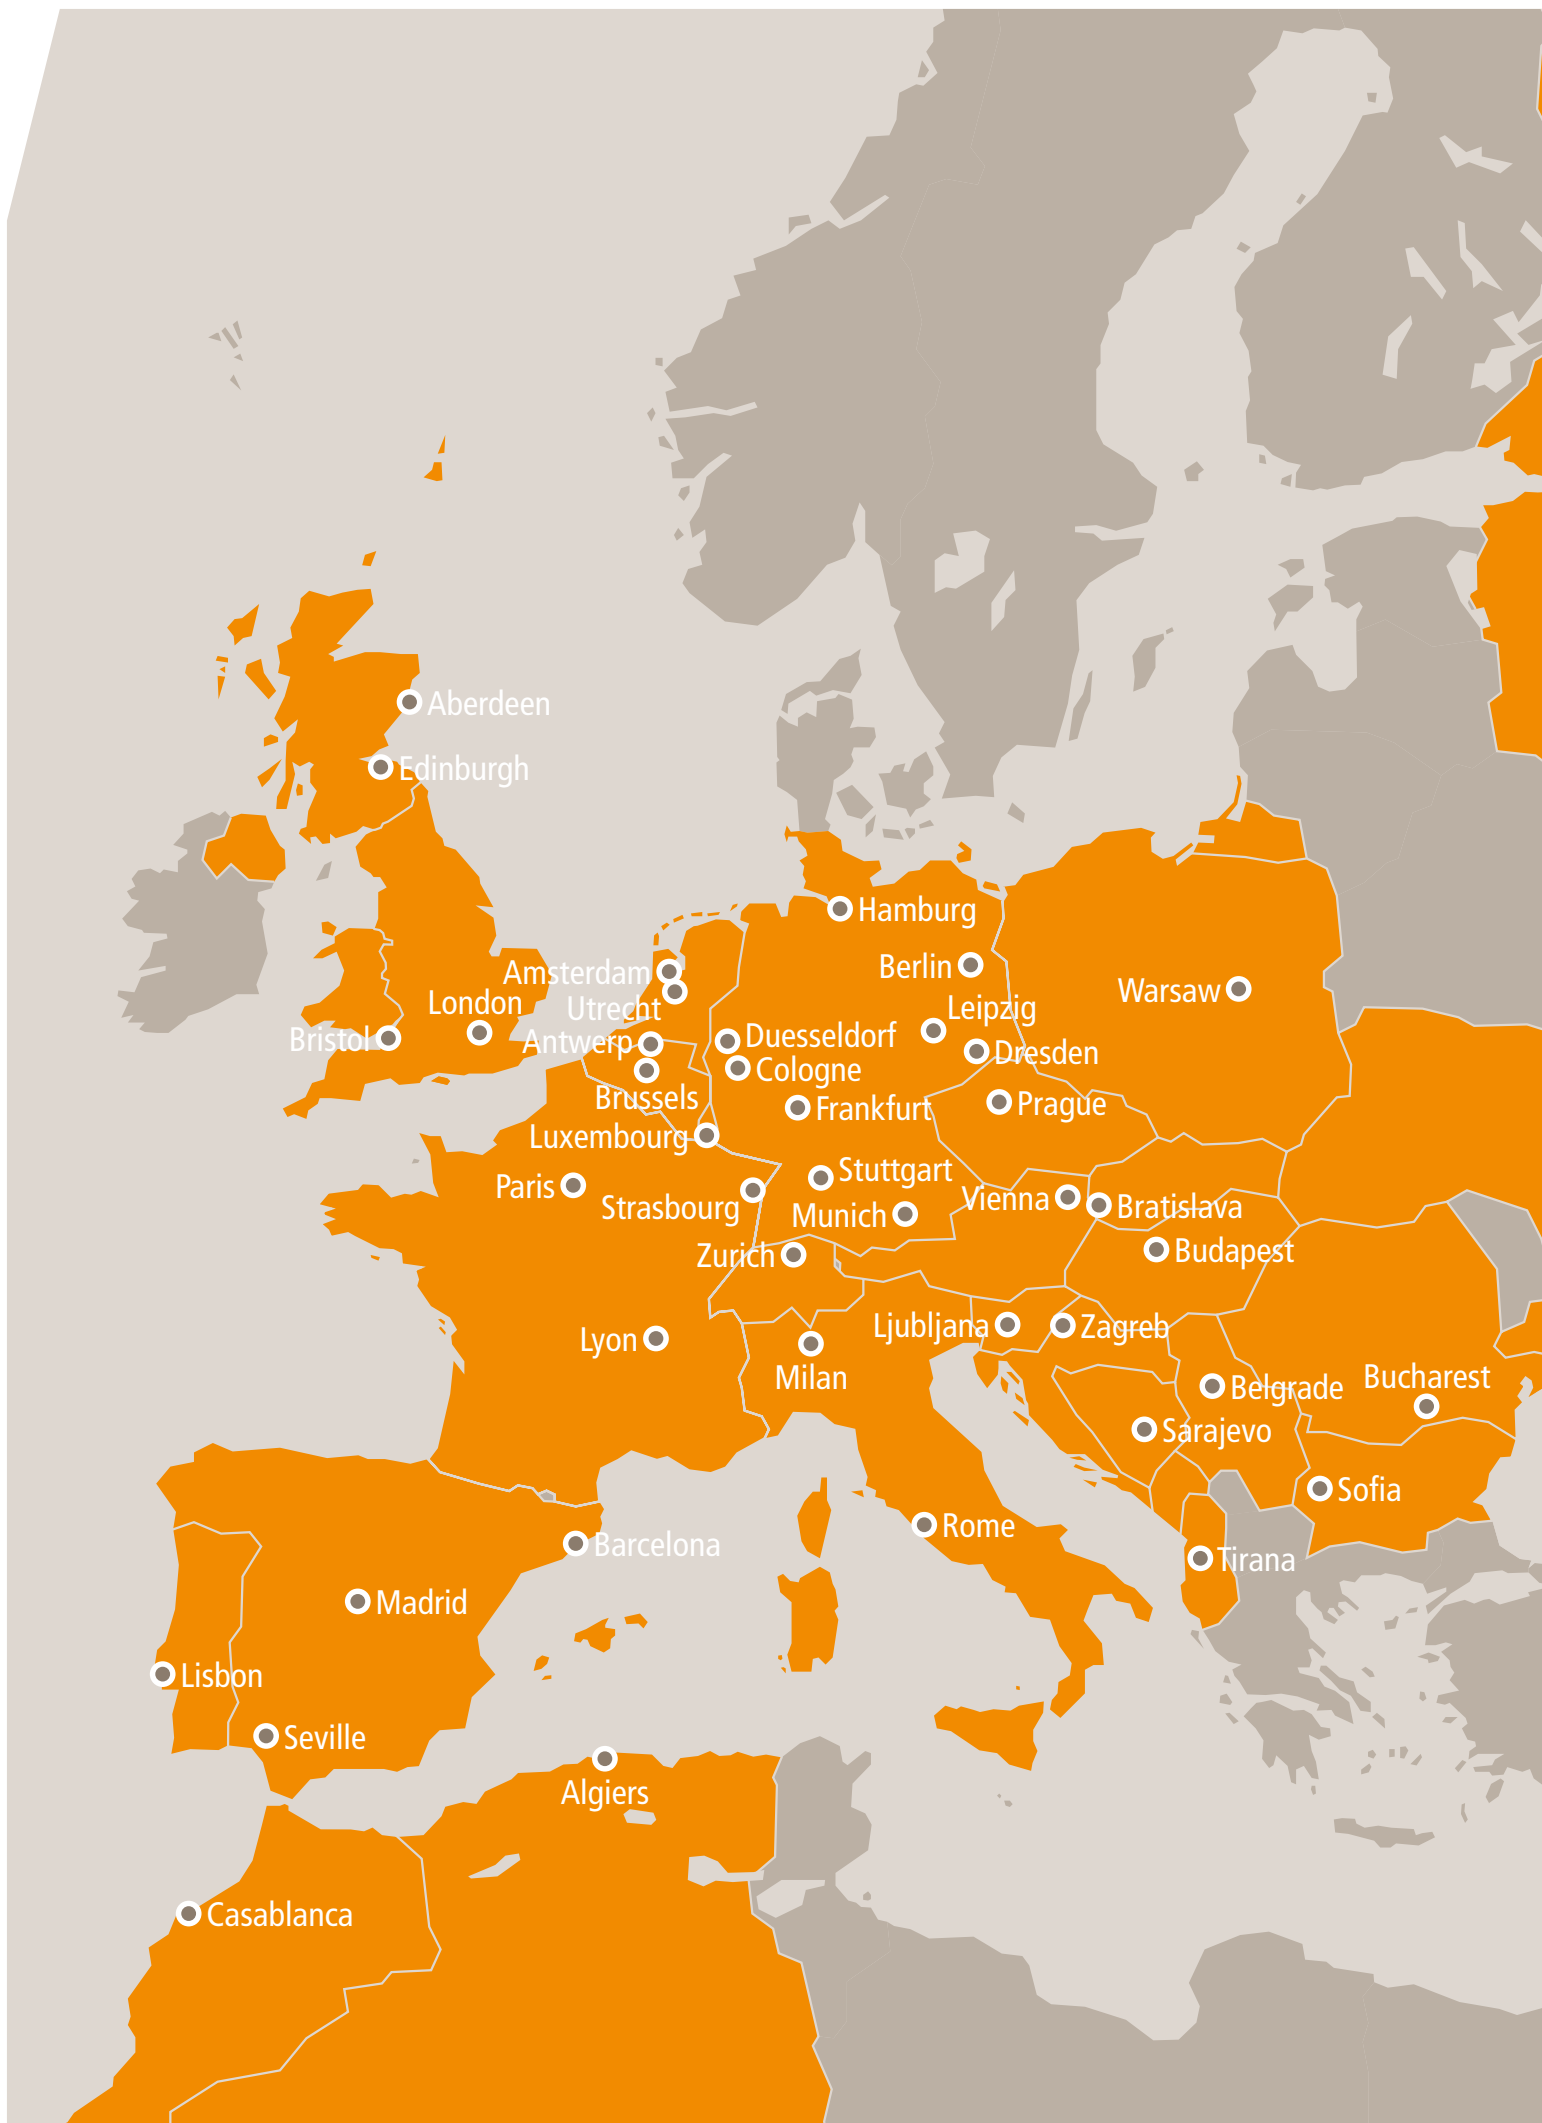 Aberdeen
Edinburgh
Hamburg
Berlin
Amsterdam
Warsaw
London
Utrecht
Leipzig
Bristol
Antwerp
Duesseldorf
Dresden
Cologne
Brussels
Frankfurt
Prague
Luxembourg
Stuttgart
Paris
Strasbourg
Munich
Vienna
Bratislava
Zurich
Budapest
Ljubljana
Zagreb
Lyon
Milan
Belgrade
Bucharest
Sarajevo
Sofia
Rome
Barcelona
Tirana
Madrid
Lisbon
Seville
Algiers
Casablanca